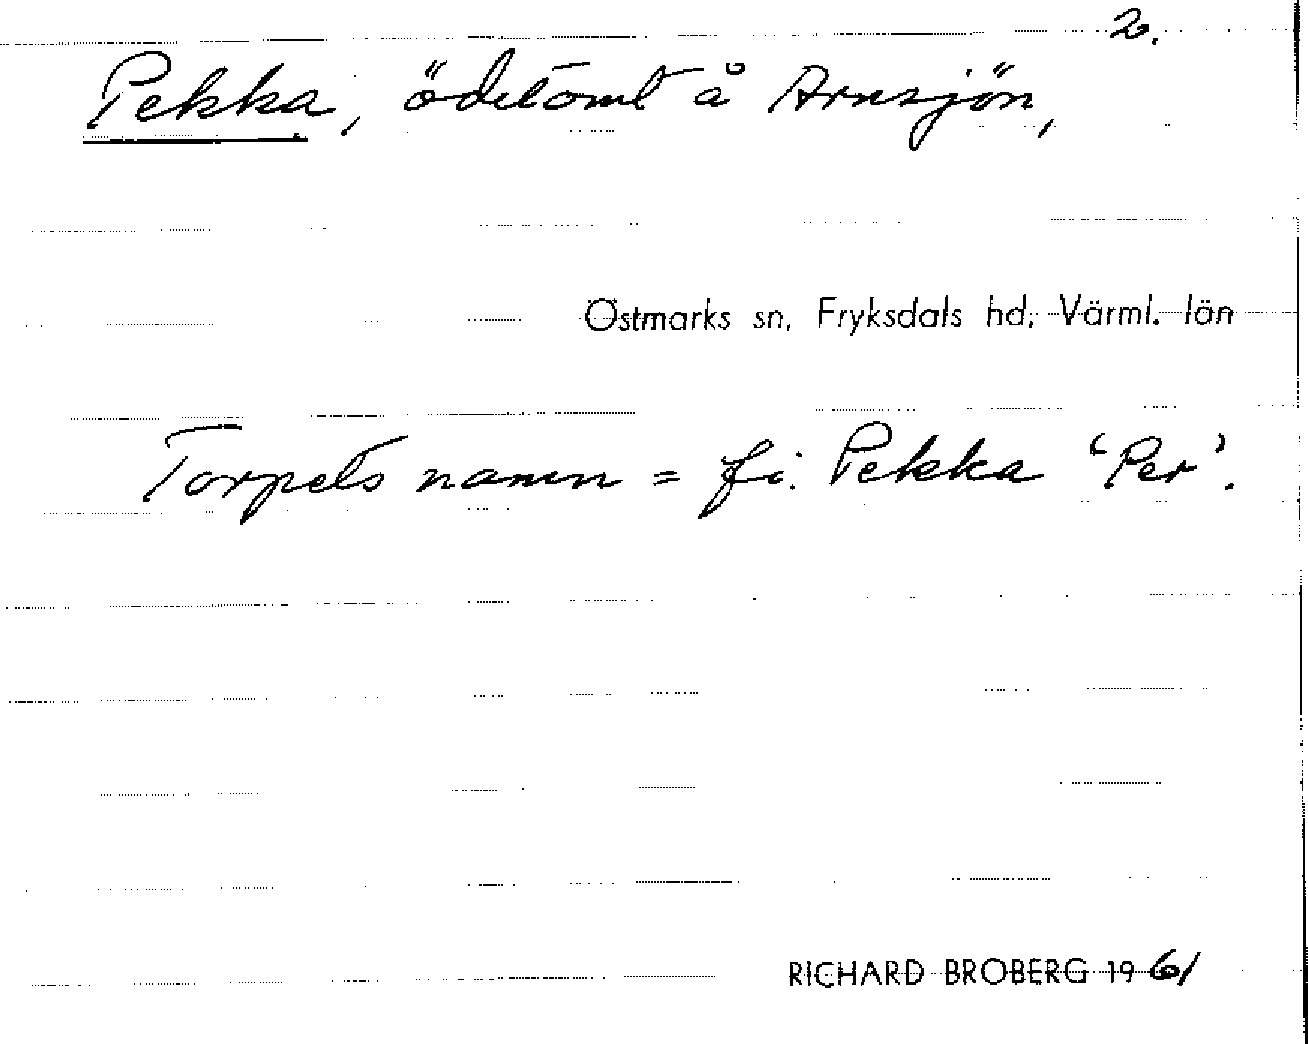 2.
Pekka, ödetomt å Arnsjön,
Östmarks sn, Fryksdals hd, Värml. län
Torpets namn = fi. Pekka 'Per'.
RICHARD BROBERG 1961